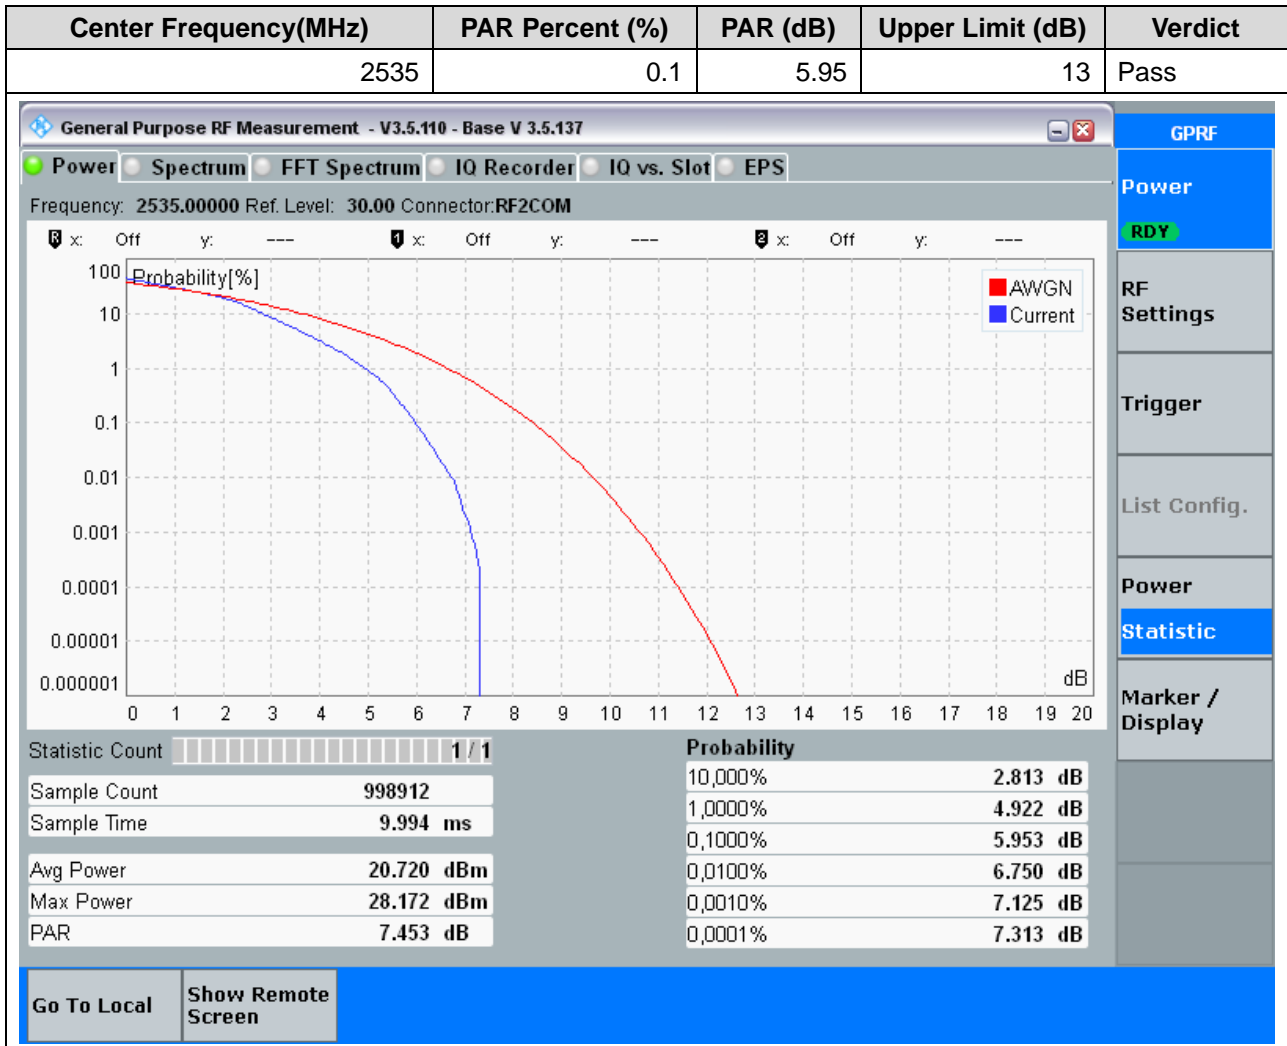 Center Frequency(MHz) PAR Percent (%) PAR (dB) Upper Limit (dB) Verdict
2535 0.1 5.95 13 Pass
General Purpose RF Measurement - V3.5.110 - Base V 3.5.137
GPRF
Power Spectrum FFT Spectrum IQ Recorder IQ vs. Slot EPS
Frequency: 2535.00000 Ref. Level: 30.00 Connector:RF2COM
R x: Off y: --- 1 x: Off y: --- 2 x: Off y: ---
Probability[%]
AWGN
Current
100
10
1
0.1
0.01
0.001
0.0001
0.00001
0.000001
dB
0 1 2 3 4 5 6 7 8 9 10 11 12 13 14 15 16 17 18 19 20
Statistic Count 1 / 1
Sample Count 998912
Sample Time 9.994 ms
Avg Power 20.720 dBm
Max Power 28.172 dBm
PAR 7.453 dB
Probability
10,000% 2.813 dB
1,0000% 4.922 dB
0,1000% 5.953 dB
0,0100% 6.750 dB
0,0010% 7.125 dB
0,0001% 7.313 dB
Power
RDY
RF
Settings
Trigger
List Config.
Power
Statistic
Marker /
Display
Go To Local
Show Remote
Screen